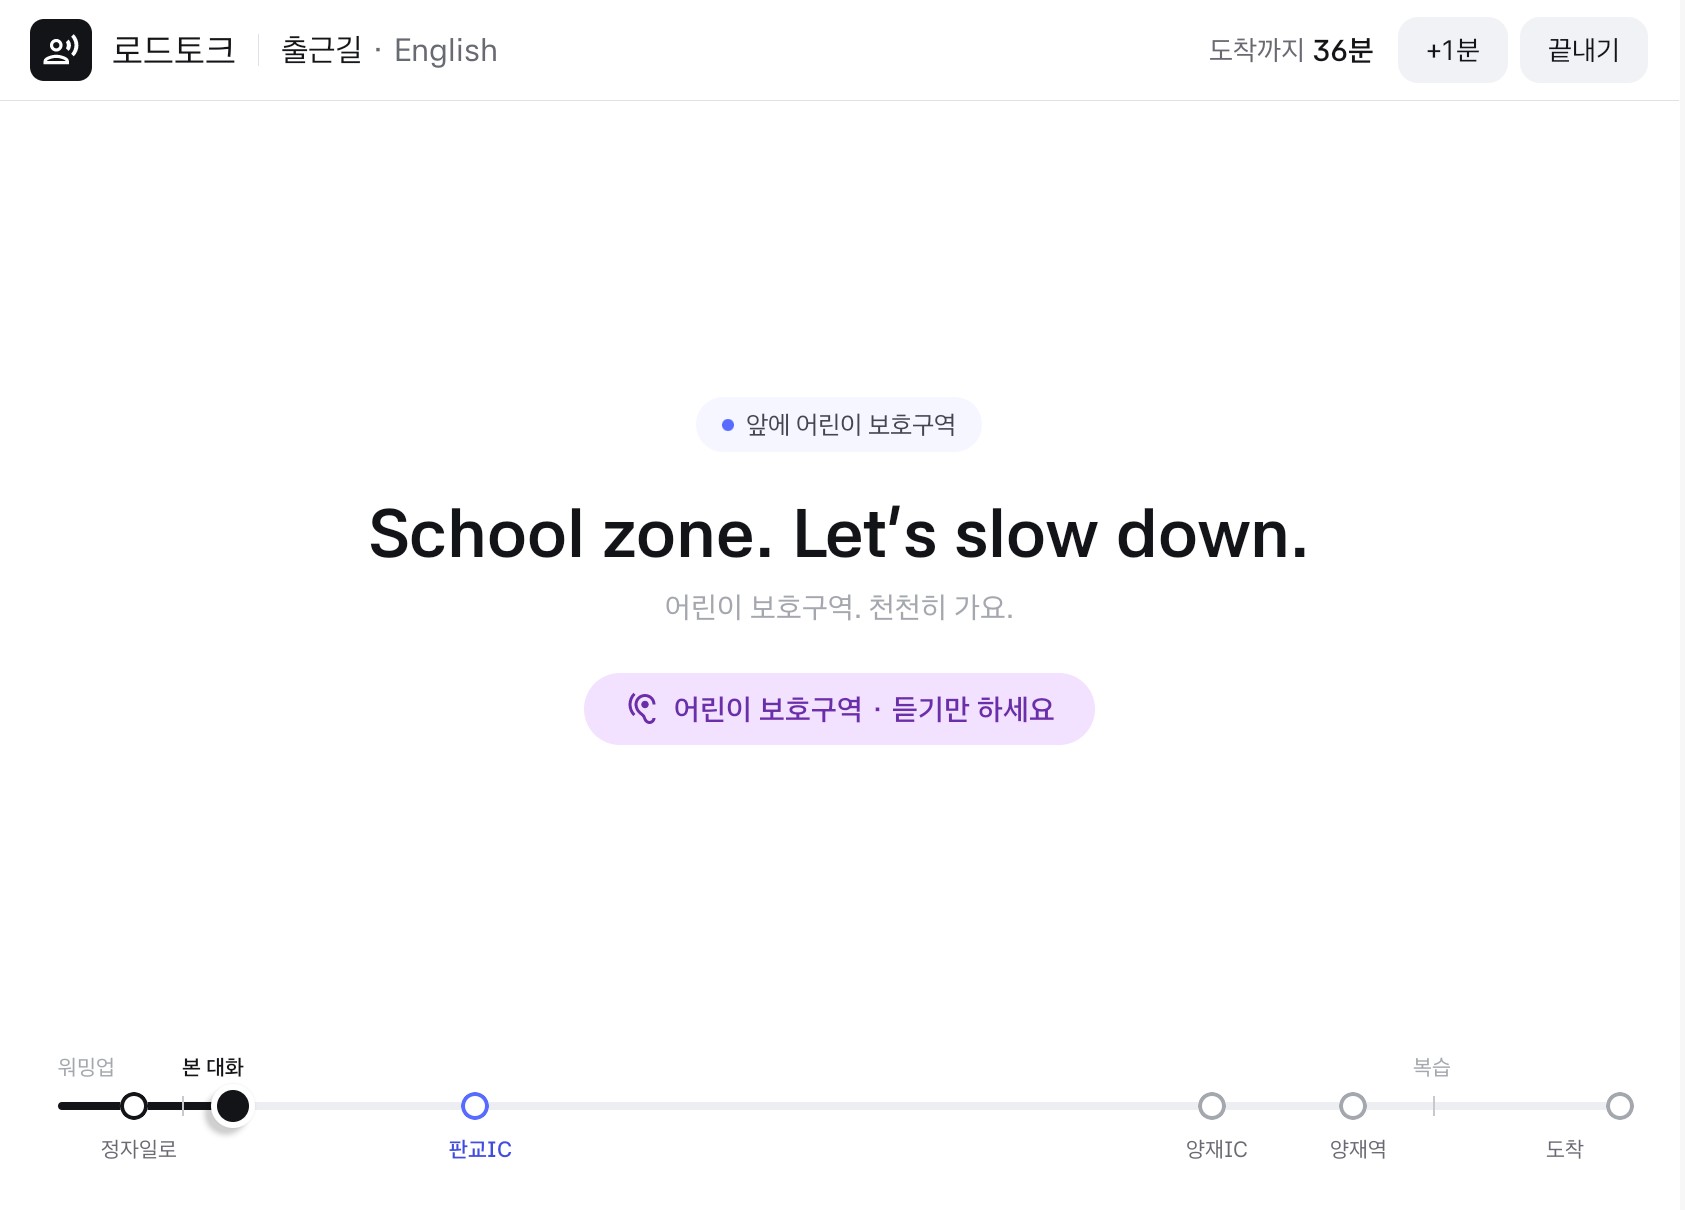 로드토크 출근길 · English 도착까지 36분 +1분 끝내기
앞에 어린이 보호구역
School zone. Let's slow down.
어린이 보호구역. 천천히 가요.
어린이 보호구역 · 듣기만 하세요
워밍업 본 대화 복습
정자일로 판교IC 양재IC 양재역 도착